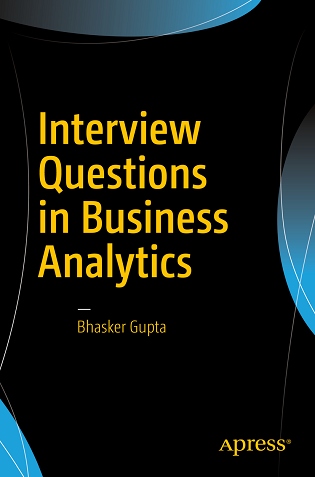 Interview
Questions
in Business
Analytics
—
Bhasker Gupta
Apress®